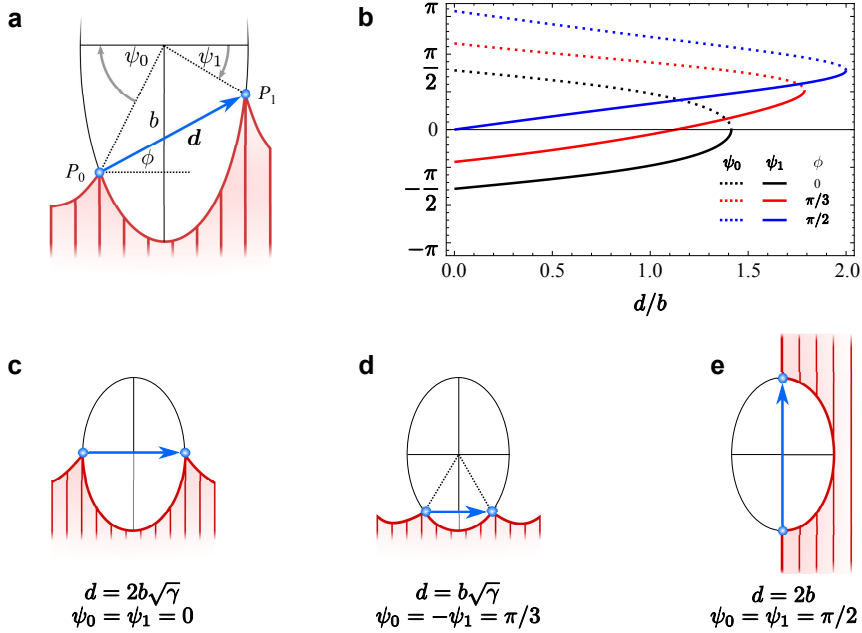 a
ψ₀
ψ₁
P₁
b
d
P₀
ϕ
b
π
π/2
0
−π/2
−π
0.0
0.5
1.0
1.5
2.0
d/b
ψ₀ ψ₁ ϕ
0
π/3
π/2
c
d = 2b√γ
ψ₀ = ψ₁ = 0
d
d = b√γ
ψ₀ = −ψ₁ = π/3
e
d = 2b
ψ₀ = ψ₁ = π/2